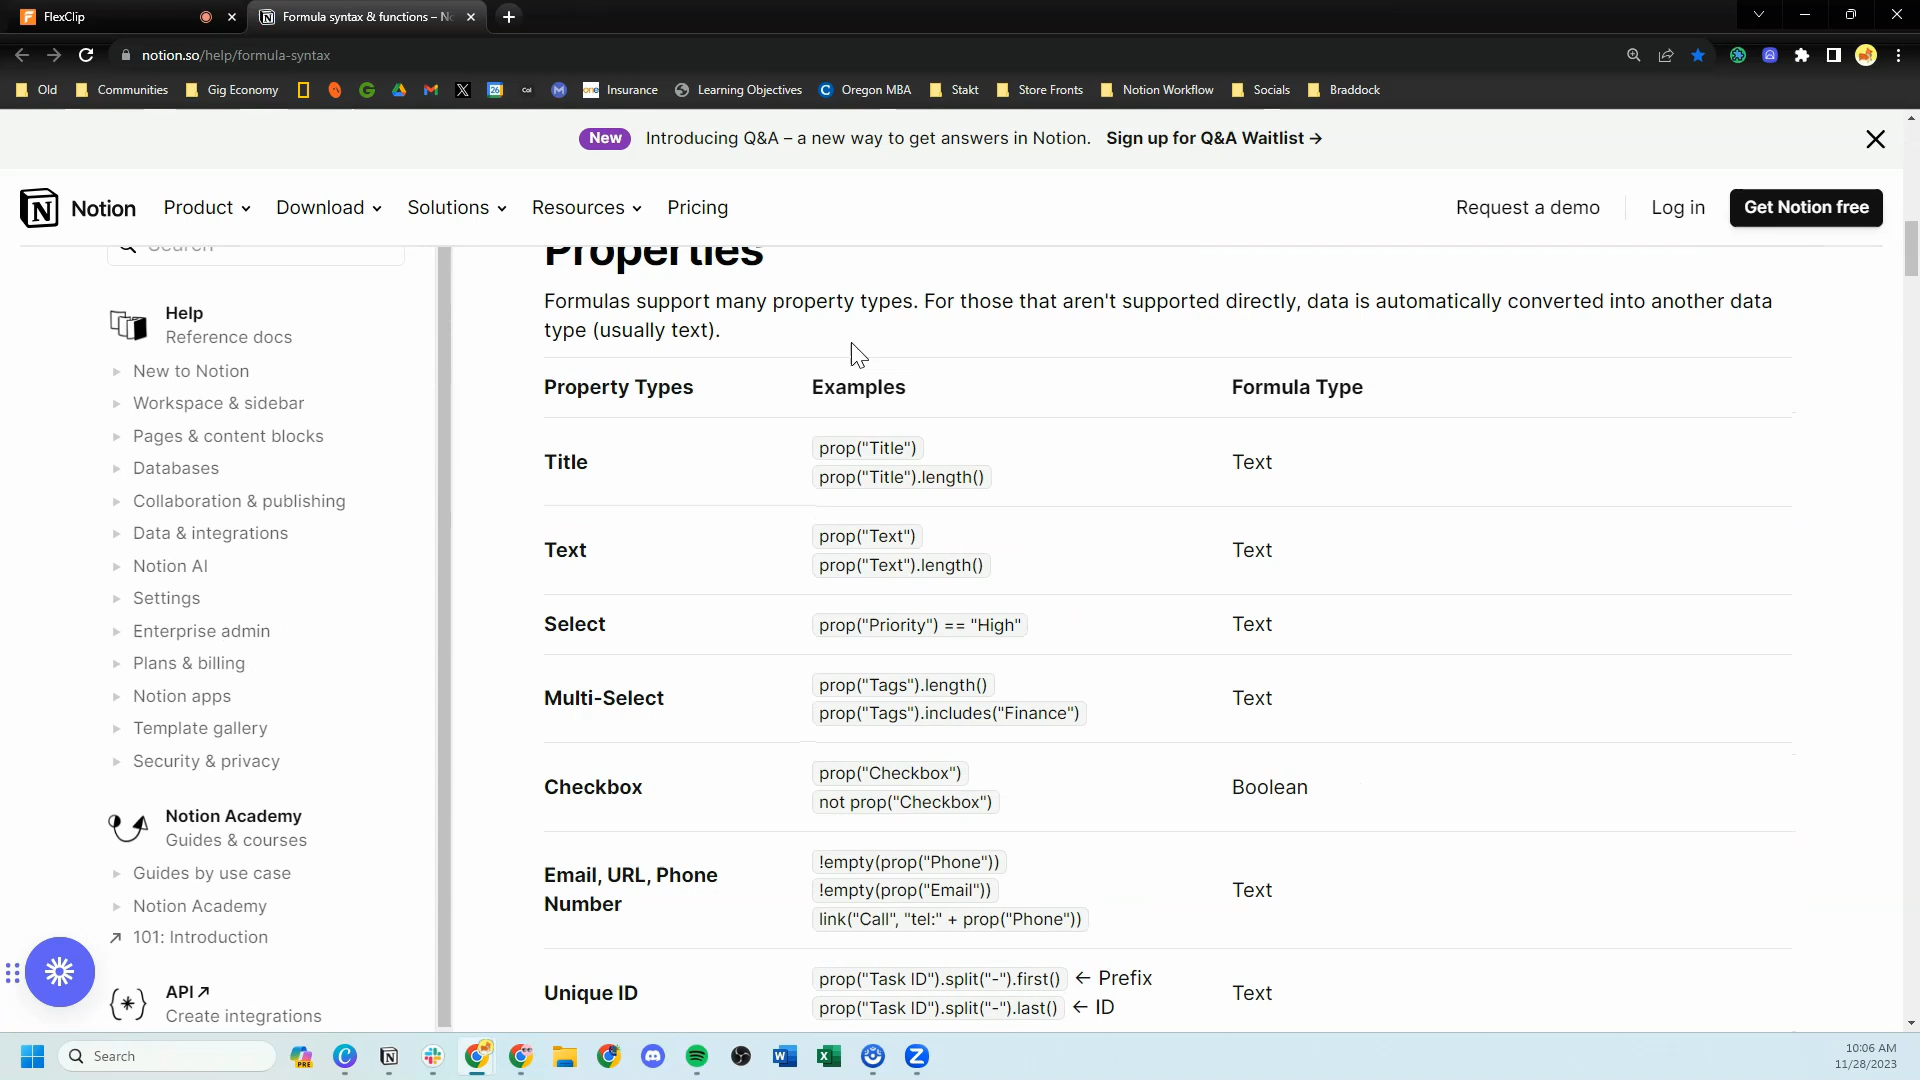 FlexClip
Formula syntax & functions – No
notion.so/help/formula-syntax
Old
Communities
Gig Economy
Insurance
Learning Objectives
Oregon MBA
Stakt
Store Fronts
Notion Workflow
Socials
Braddock
New Introducing Q&A – a new way to get answers in Notion. Sign up for Q&A Waitlist →
Notion
Product
Download
Solutions
Resources
Pricing
Request a demo
Log in
Get Notion free
Search
Help
Reference docs
New to Notion
Workspace & sidebar
Pages & content blocks
Databases
Collaboration & publishing
Data & integrations
Notion AI
Settings
Enterprise admin
Plans & billing
Notion apps
Template gallery
Security & privacy
Notion Academy
Guides & courses
Guides by use case
Notion Academy
101: Introduction
API ↗
Create integrations
Properties
Formulas support many property types. For those that aren't supported directly, data is automatically converted into another data
type (usually text).
Property Types Examples Formula Type
Title
prop("Title")
prop("Title").length()
Text
Text
prop("Text")
prop("Text").length()
Text
Select
prop("Priority") == "High"
Text
Multi-Select
prop("Tags").length()
prop("Tags").includes("Finance")
Text
Checkbox
prop("Checkbox")
not prop("Checkbox")
Boolean
Email, URL, Phone
Number
!empty(prop("Phone"))
!empty(prop("Email"))
link("Call", "tel:" + prop("Phone"))
Text
Unique ID
prop("Task ID").split("-").first() ← Prefix
prop("Task ID").split("-").last() ← ID
Text
Search
10:06 AM
11/28/2023